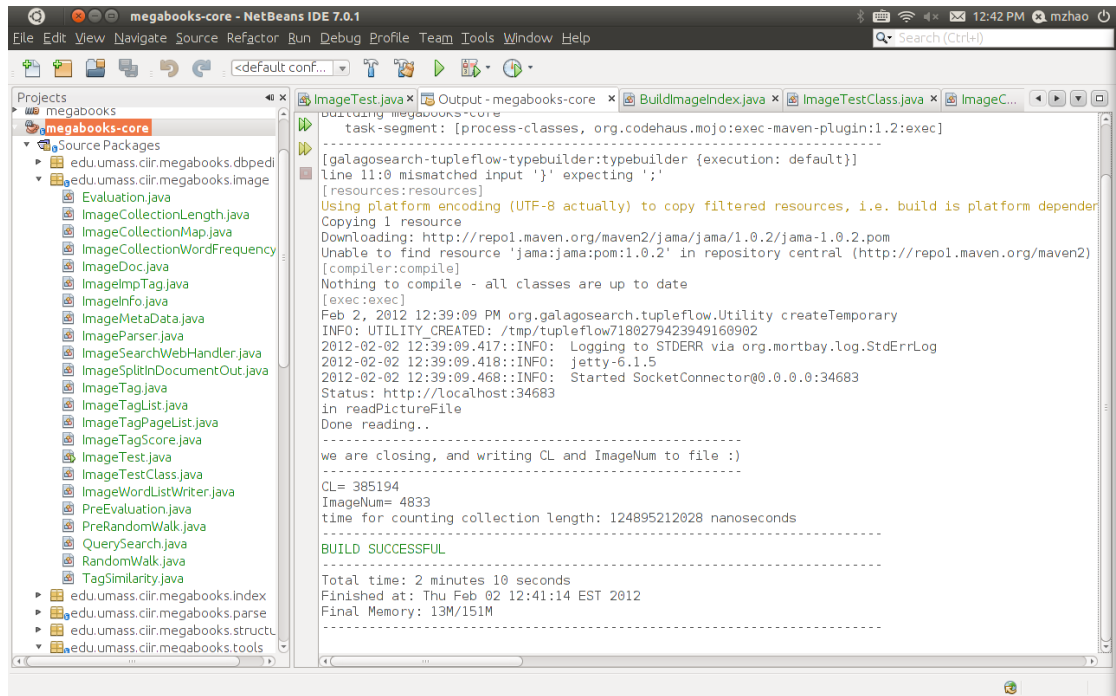 megabooks-core - NetBeans IDE 7.0.1
12:42 PM mzhao
File Edit View Navigate Source Refactor Run Debug Profile Team Tools Window Help
Search (Ctrl+I)
<default conf...
Projects
ImageTest.java
Output - megabooks-core
BuildImageIndex.java
ImageTestClass.java
ImageC...
megabooks
megabooks-core
Source Packages
edu.umass.ciir.megabooks.dbpedi
edu.umass.ciir.megabooks.image
Evaluation.java
ImageCollectionLength.java
ImageCollectionMap.java
ImageCollectionWordFrequency
ImageDoc.java
ImageImpTag.java
ImageInfo.java
ImageMetaData.java
ImageParser.java
ImageSearchWebHandler.java
ImageSplitInDocumentOut.java
ImageTag.java
ImageTagList.java
ImageTagPageList.java
ImageTagScore.java
ImageTest.java
ImageTestClass.java
ImageWordListWriter.java
PreEvaluation.java
PreRandomWalk.java
QuerySearch.java
RandomWalk.java
TagSimilarity.java
edu.umass.ciir.megabooks.index
edu.umass.ciir.megabooks.parse
edu.umass.ciir.megabooks.structu
edu.umass.ciir.megabooks.tools
Building megabooks-core
task-segment: [process-classes, org.codehaus.mojo:exec-maven-plugin:1.2:exec]
------------------------------------------------------------------------
[galagosearch-tupleflow-typebuilder:typebuilder {execution: default}]
line 11:0 mismatched input '}' expecting ';'
[resources:resources]
Using platform encoding (UTF-8 actually) to copy filtered resources, i.e. build is platform depender
Copying 1 resource
Downloading: http://repo1.maven.org/maven2/jama/jama/1.0.2/jama-1.0.2.pom
Unable to find resource 'jama:jama:pom:1.0.2' in repository central (http://repo1.maven.org/maven2)
[compiler:compile]
Nothing to compile - all classes are up to date
[exec:exec]
Feb 2, 2012 12:39:09 PM org.galagosearch.tupleflow.Utility createTemporary
INFO: UTILITY_CREATED: /tmp/tupleflow7180279423949160902
2012-02-02 12:39:09.417::INFO:  Logging to STDERR via org.mortbay.log.StdErrLog
2012-02-02 12:39:09.418::INFO:  jetty-6.1.5
2012-02-02 12:39:09.468::INFO:  Started SocketConnector@0.0.0.0:34683
Status: http://localhost:34683
in readPictureFile
Done reading..
------------------------------------------------------
we are closing, and writing CL and ImageNum to file :)
------------------------------------------------------
CL= 385194
ImageNum= 4833
time for counting collection length: 124895212028 nanoseconds
------------------------------------------------------------------------
BUILD SUCCESSFUL
------------------------------------------------------------------------
Total time: 2 minutes 10 seconds
Finished at: Thu Feb 02 12:41:14 EST 2012
Final Memory: 13M/151M
------------------------------------------------------------------------